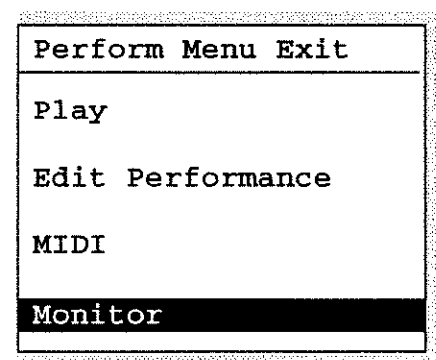 Perform Menu Exit
Play
Edit Performance
MIDI
Monitor